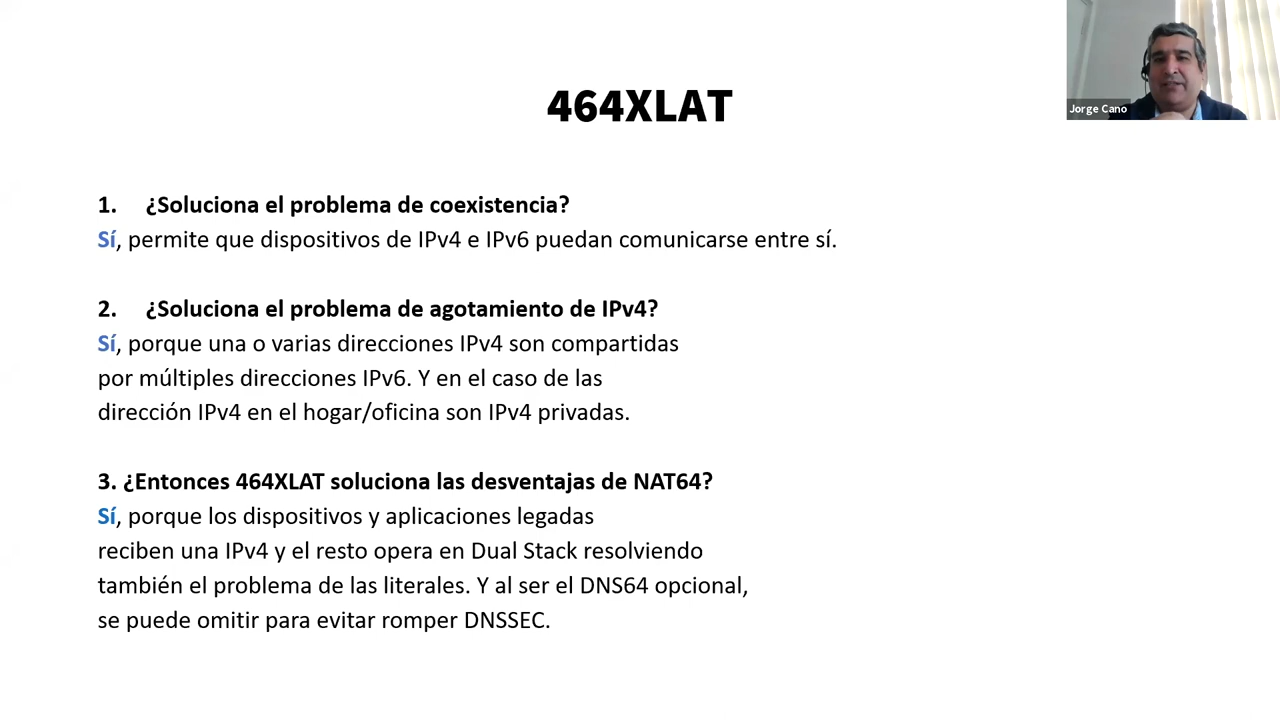 464XLAT
Jorge Cano
1. ¿Soluciona el problema de coexistencia?
Sí, permite que dispositivos de IPv4 e IPv6 puedan comunicarse entre sí.
2. ¿Soluciona el problema de agotamiento de IPv4?
Sí, porque una o varias direcciones IPv4 son compartidas
por múltiples direcciones IPv6. Y en el caso de las
dirección IPv4 en el hogar/oficina son IPv4 privadas.
3. ¿Entonces 464XLAT soluciona las desventajas de NAT64?
Sí, porque los dispositivos y aplicaciones legadas
reciben una IPv4 y el resto opera en Dual Stack resolviendo
también el problema de las literales. Y al ser el DNS64 opcional,
se puede omitir para evitar romper DNSSEC.